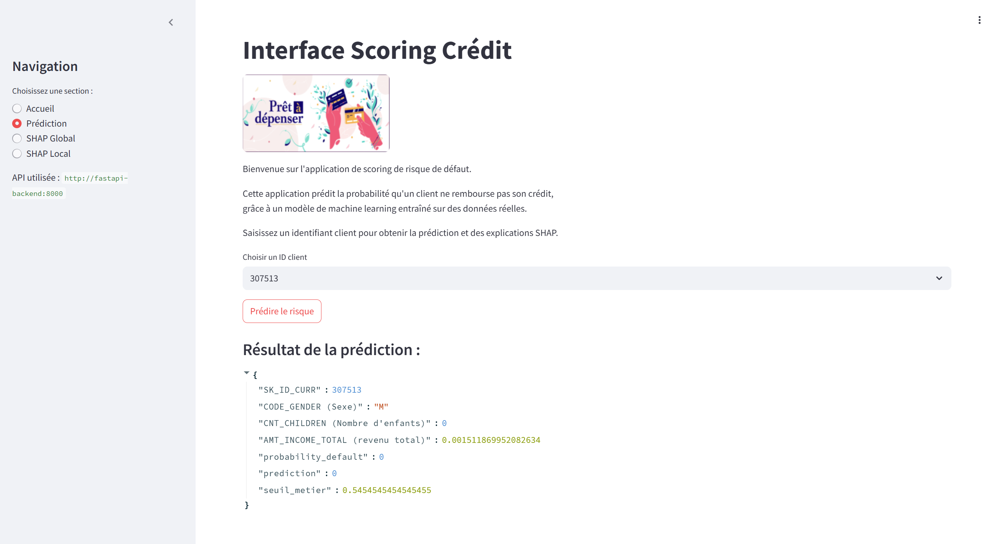 Navigation
Choisissez une section :
Accueil
Prédiction
SHAP Global
SHAP Local
API utilisée : http://fastapi-
backend:8000
Interface Scoring Crédit
Prêt à
dépenser
Bienvenue sur l'application de scoring de risque de défaut.
Cette application prédit la probabilité qu'un client ne rembourse pas son crédit,
grâce à un modèle de machine learning entraîné sur des données réelles.
Saisissez un identifiant client pour obtenir la prédiction et des explications SHAP.
Choisir un ID client
307513
Prédire le risque
Résultat de la prédiction :
{
"SK_ID_CURR" : 307513
"CODE_GENDER (Sexe)" : "M"
"CNT_CHILDREN (Nombre d'enfants)" : 0
"AMT_INCOME_TOTAL (revenu total)" : 0.001511869952082634
"probability_default" : 0
"prediction" : 0
"seuil_metier" : 0.5454545454545455
}